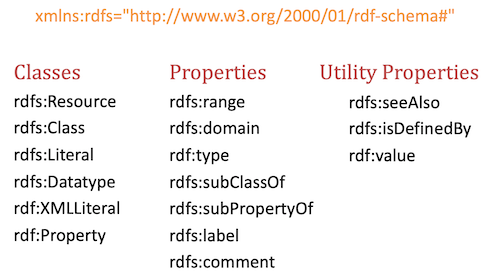 xmlns:rdfs="http://www.w3.org/2000/01/rdf-schema#"
Classes
rdfs:Resource
rdfs:Class
rdfs:Literal
rdfs:Datatype
rdf:XMLLiteral
rdf:Property
Properties
rdfs:range
rdfs:domain
rdf:type
rdfs:subClassOf
rdfs:subPropertyOf
rdfs:label
rdfs:comment
Utility Properties
rdfs:seeAlso
rdfs:isDefinedBy
rdf:value